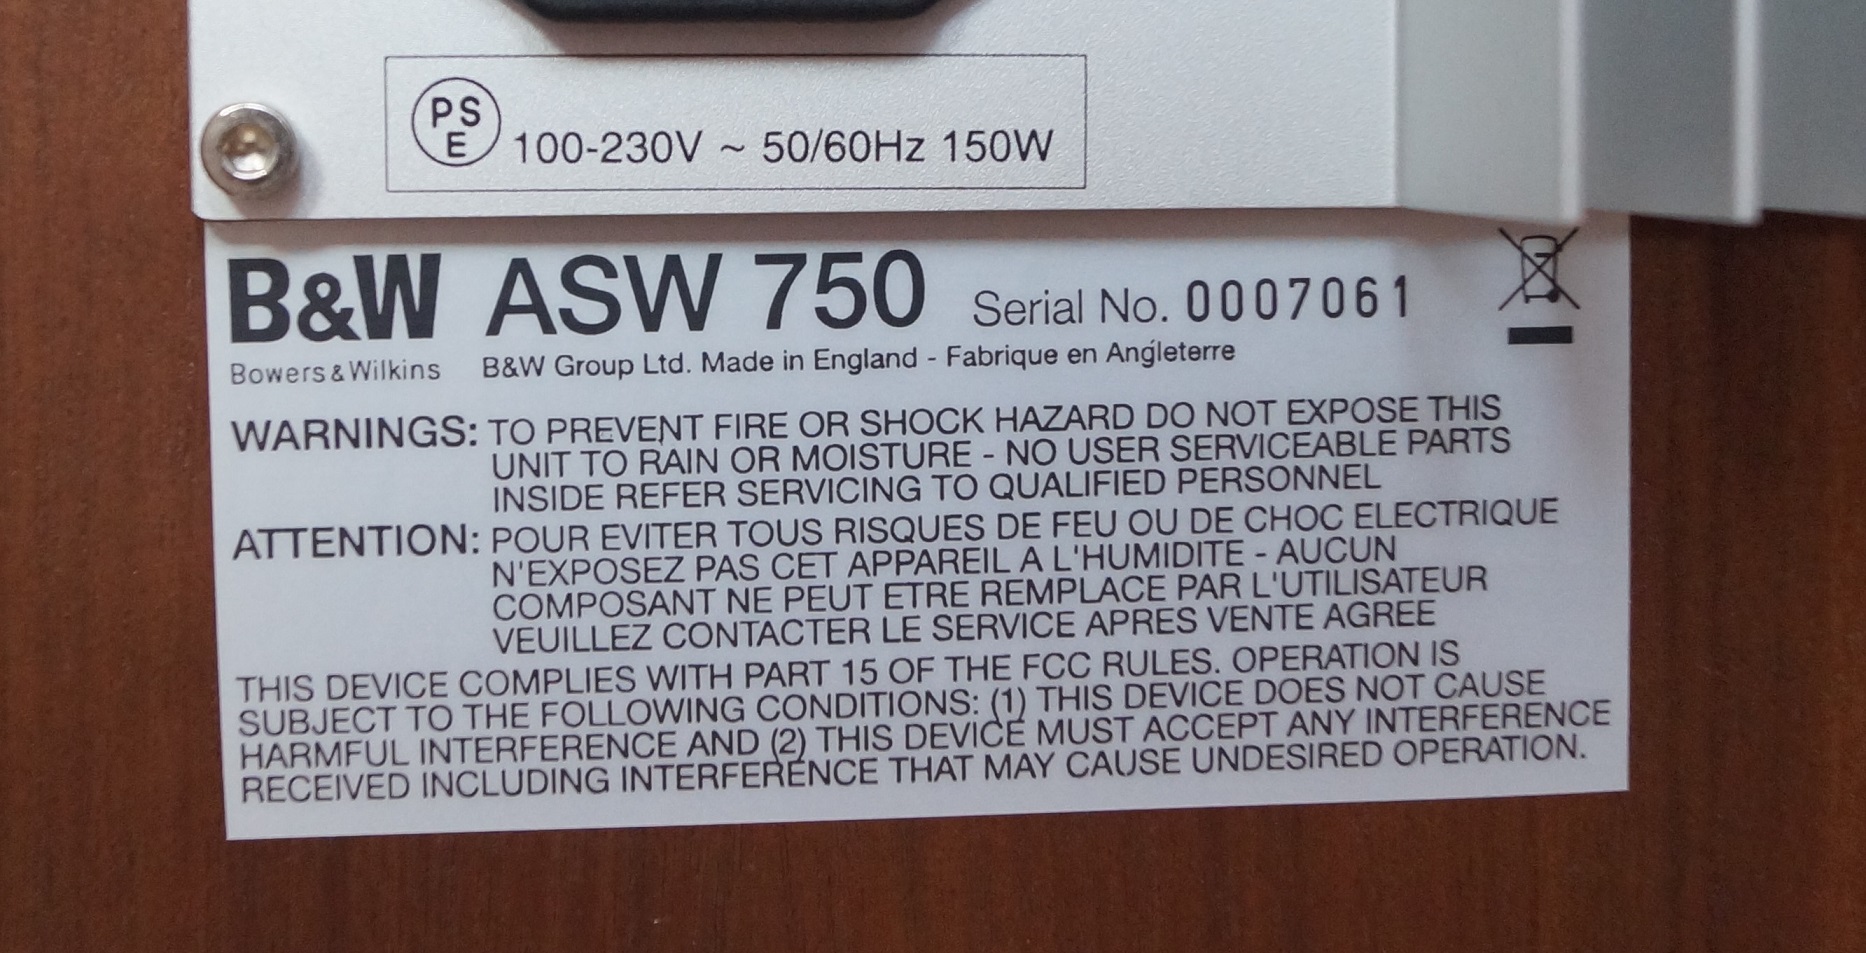 PS
E
100-230V ~ 50/60Hz 150W
B&W ASW 750 Serial No. 0007061
Bowers & Wilkins B&W Group Ltd. Made in England - Fabrique en Angleterre
WARNINGS: TO PREVENT FIRE OR SHOCK HAZARD DO NOT EXPOSE THIS
UNIT TO RAIN OR MOISTURE - NO USER SERVICEABLE PARTS
INSIDE REFER SERVICING TO QUALIFIED PERSONNEL
ATTENTION: POUR EVITER TOUS RISQUES DE FEU OU DE CHOC ELECTRIQUE
N'EXPOSEZ PAS CET APPAREIL A L'HUMIDITE - AUCUN
COMPOSANT NE PEUT ETRE REMPLACE PAR L'UTILISATEUR
VEUILLEZ CONTACTER LE SERVICE APRES VENTE AGREE
THIS DEVICE COMPLIES WITH PART 15 OF THE FCC RULES. OPERATION IS
SUBJECT TO THE FOLLOWING CONDITIONS: (1) THIS DEVICE DOES NOT CAUSE
HARMFUL INTERFERENCE AND (2) THIS DEVICE MUST ACCEPT ANY INTERFERENCE
RECEIVED INCLUDING INTERFERENCE THAT MAY CAUSE UNDESIRED OPERATION.